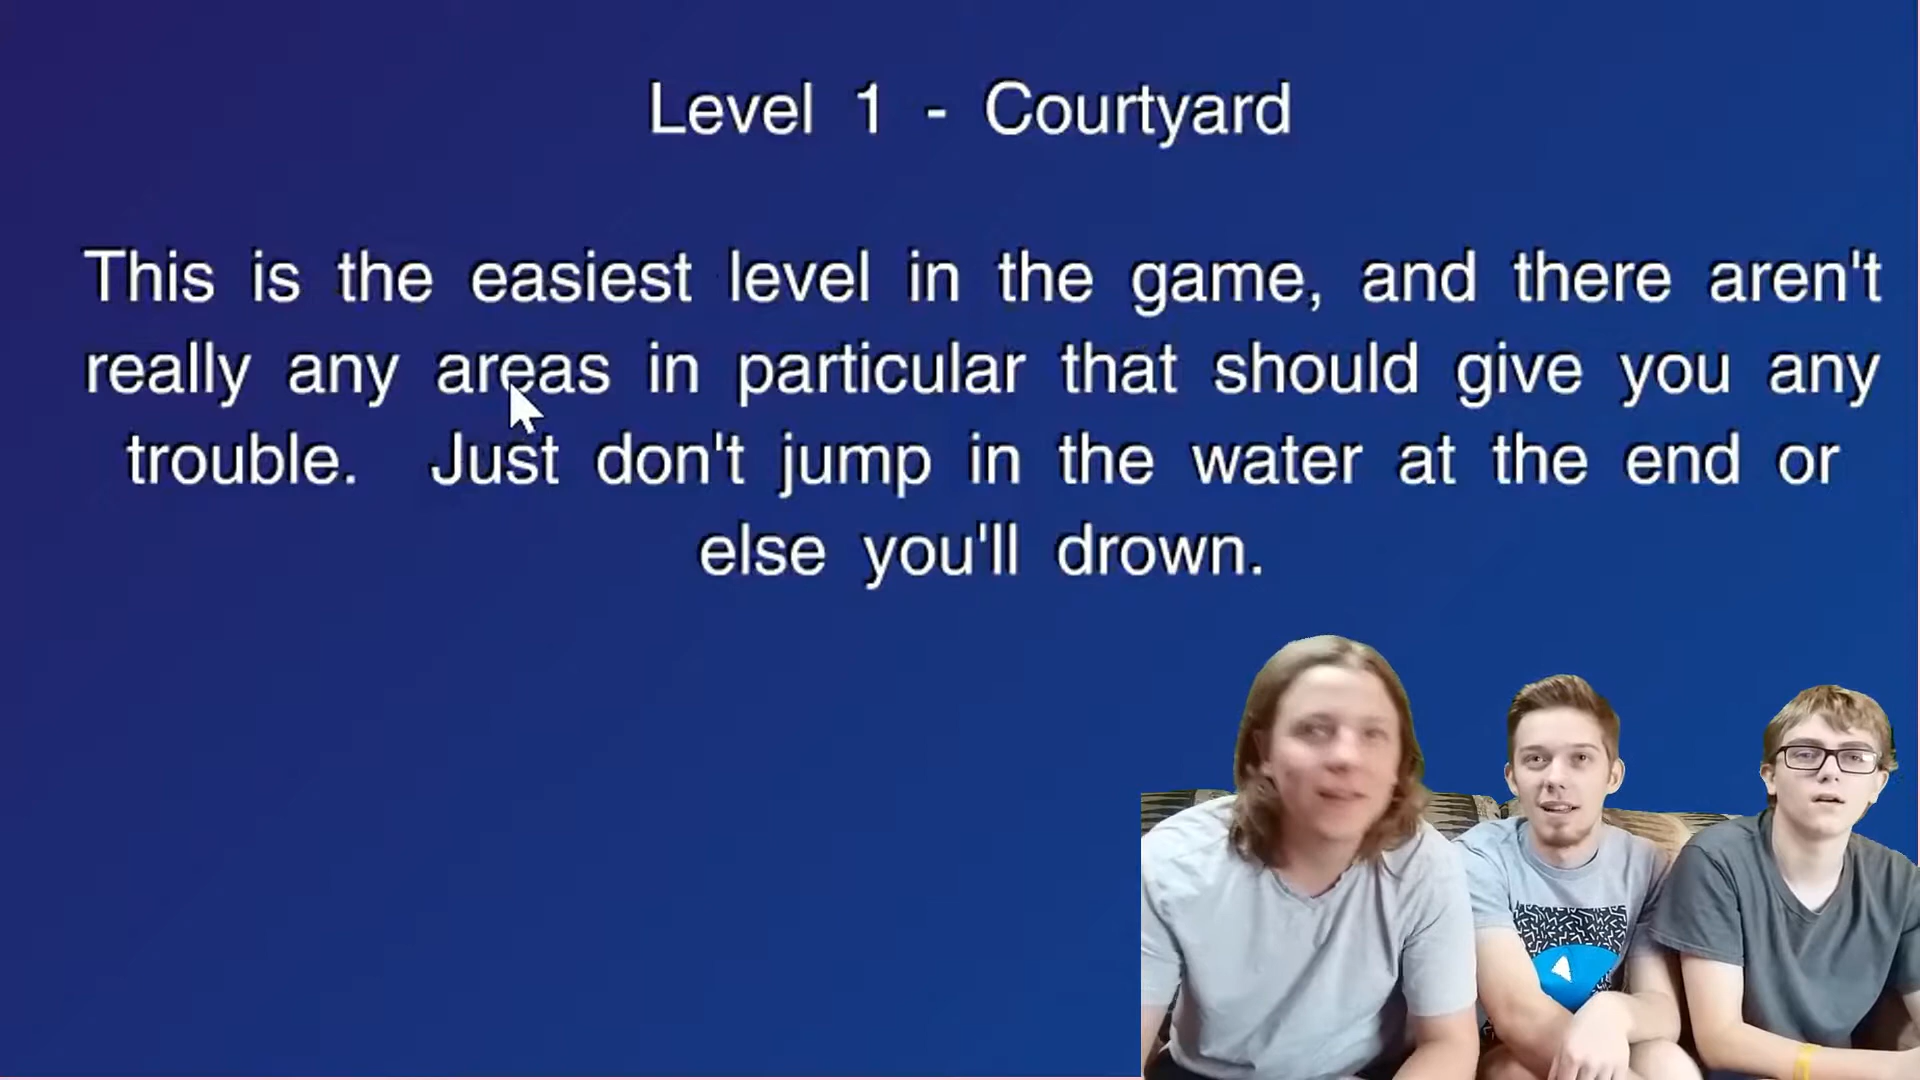 Level 1 - Courtyard
This is the easiest level in the game, and there aren't
really any areas in particular that should give you any
trouble. Just don't jump in the water at the end or
else you'll drown.